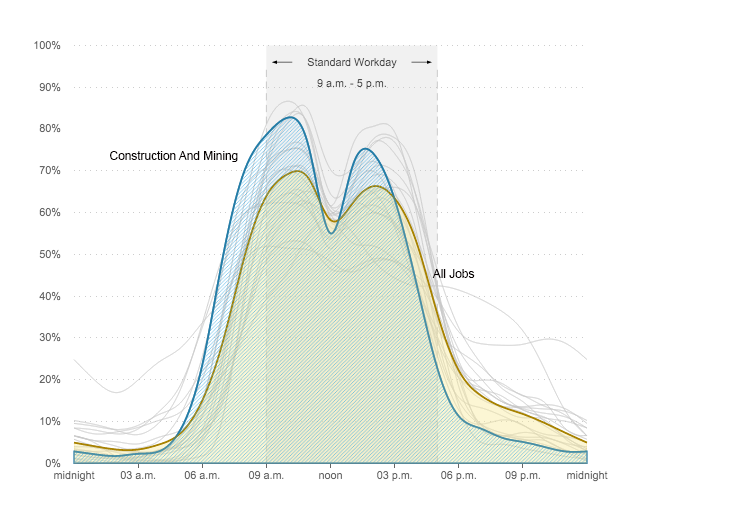 100%
Standard Workday
90%
9 a.m. - 5 p.m.
80%
Construction And Mining
70%
60%
50%
All Jobs
40%
30%
20%
10%
0%
midnight 03 a.m. 06 a.m. 09 a.m. noon 03 p.m. 06 p.m. 09 p.m. midnight